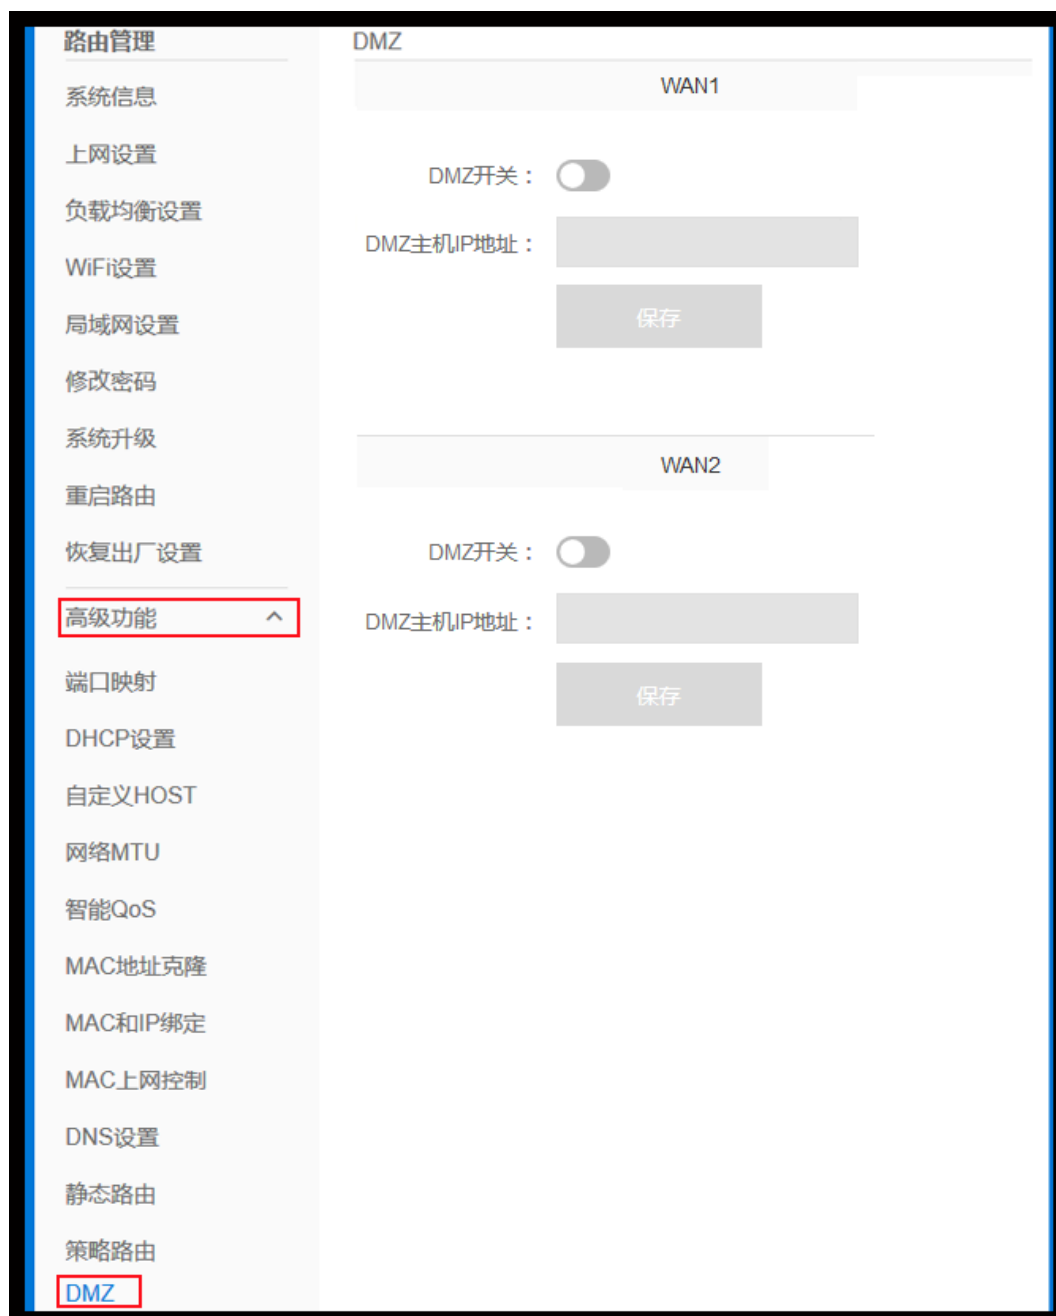 路由管理
系统信息
上网设置
负载均衡设置
WiFi设置
局域网设置
修改密码
系统升级
重启路由
恢复出厂设置
高级功能
端口映射
DHCP设置
自定义HOST
网络MTU
智能QoS
MAC地址克隆
MAC和IP绑定
MAC上网控制
DNS设置
静态路由
策略路由
DMZ
DMZ
WAN1
DMZ开关：
DMZ主机IP地址：
保存
WAN2
DMZ开关：
DMZ主机IP地址：
保存